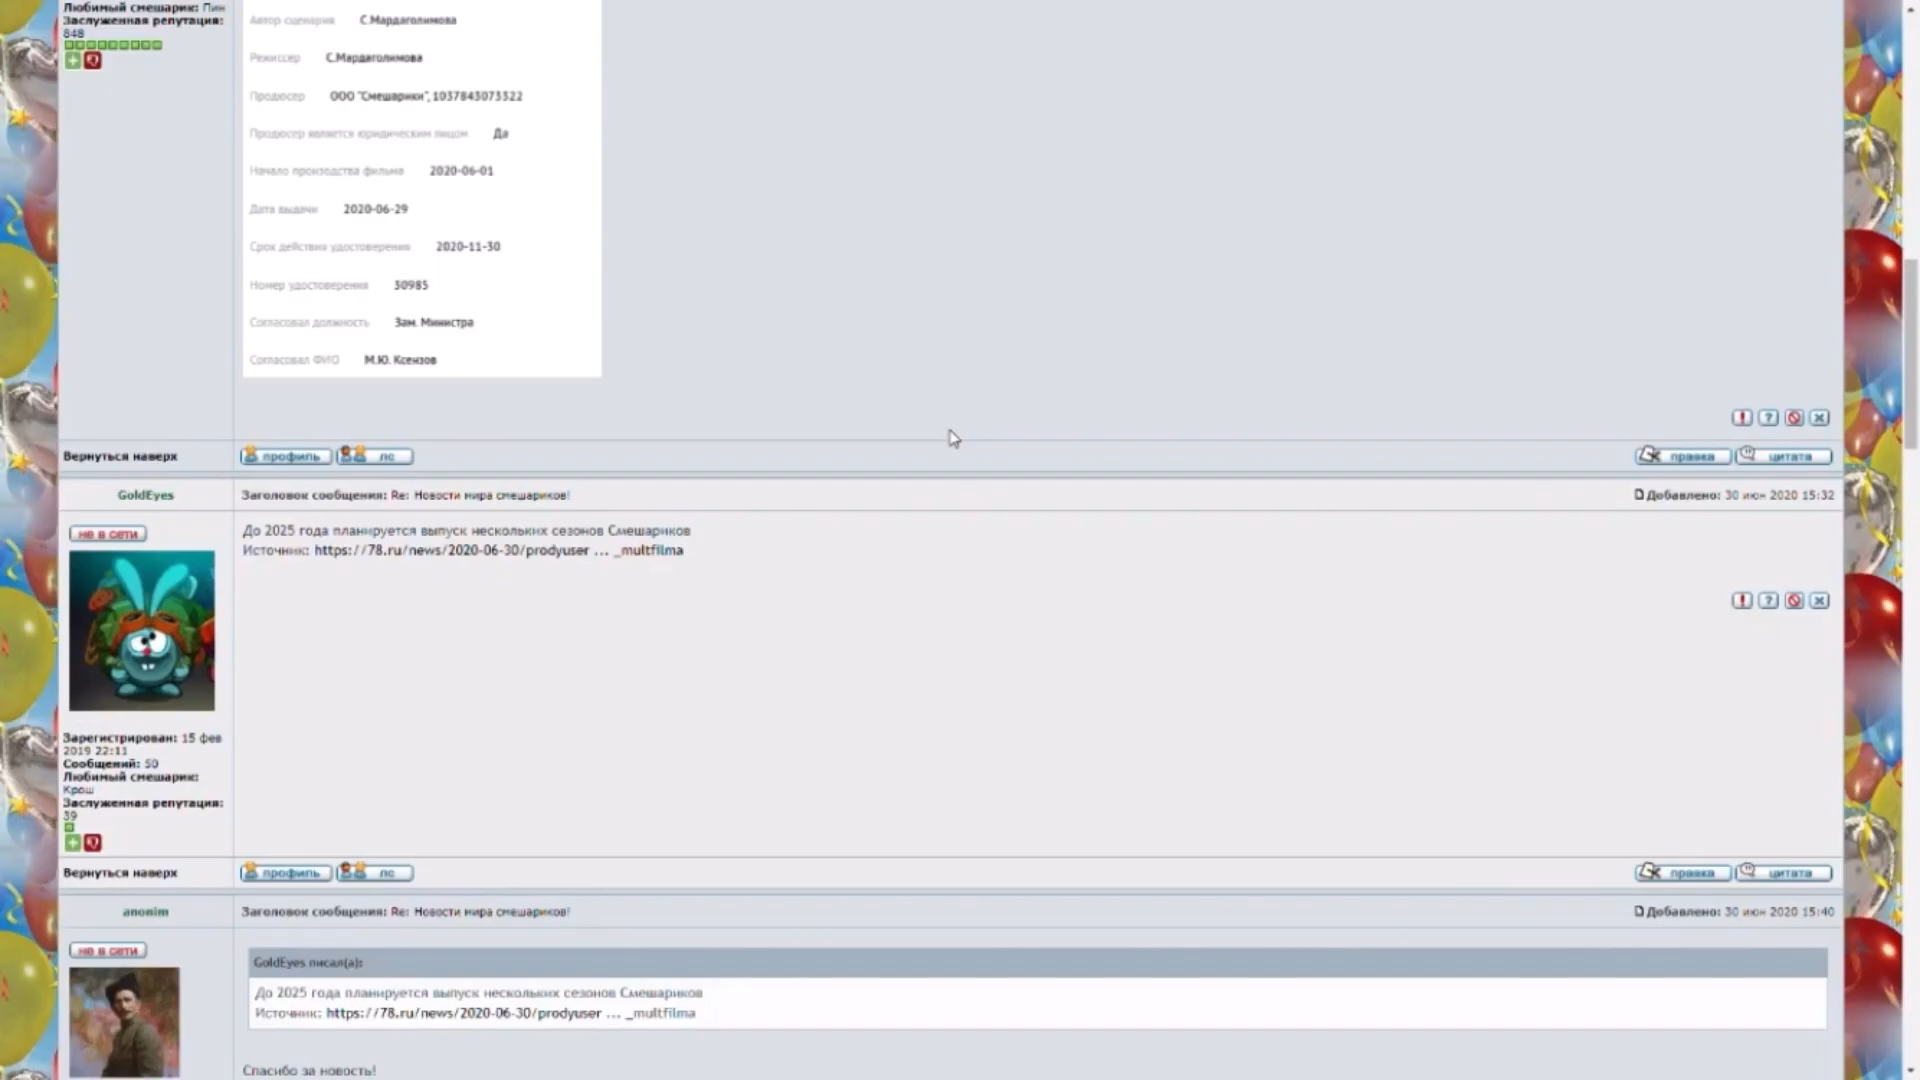 Любимый смешарик: Пин
Заслуженная репутация:
848
Автор сценария С.Мардаголимова
Режиссер С.Мардаголимова
Продюсер ООО "Смешарики", 1037843073322
Продюсер является юридическим лицом Да
Начало произодства фильма 2020-06-01
Дата выдачи 2020-06-29
Срок действия удостоверения 2020-11-30
Номер удостоверения 30985
Согласовал должность Зам. Министра
Согласовал ФИО М.Ю. Ксензов
Вернуться наверх профиль лс правка цитата
GoldEyes Заголовок сообщения: Re: Новости мира смешариков! Добавлено: 30 июн 2020 15:32
не в сети
До 2025 года планируется выпуск нескольких сезонов Смешариков
Источник: https://78.ru/news/2020-06-30/prodyuser ... _multfilma
Зарегистрирован: 15 фев
2019 22:11
Сообщений: 50
Любимый смешарик:
Крош
Заслуженная репутация:
39
Вернуться наверх профиль лс правка цитата
anonim Заголовок сообщения: Re: Новости мира смешариков! Добавлено: 30 июн 2020 15:40
не в сети
GoldEyes писал(а):
До 2025 года планируется выпуск нескольких сезонов Смешариков
Источник: https://78.ru/news/2020-06-30/prodyuser ... _multfilma
Спасибо за новость!